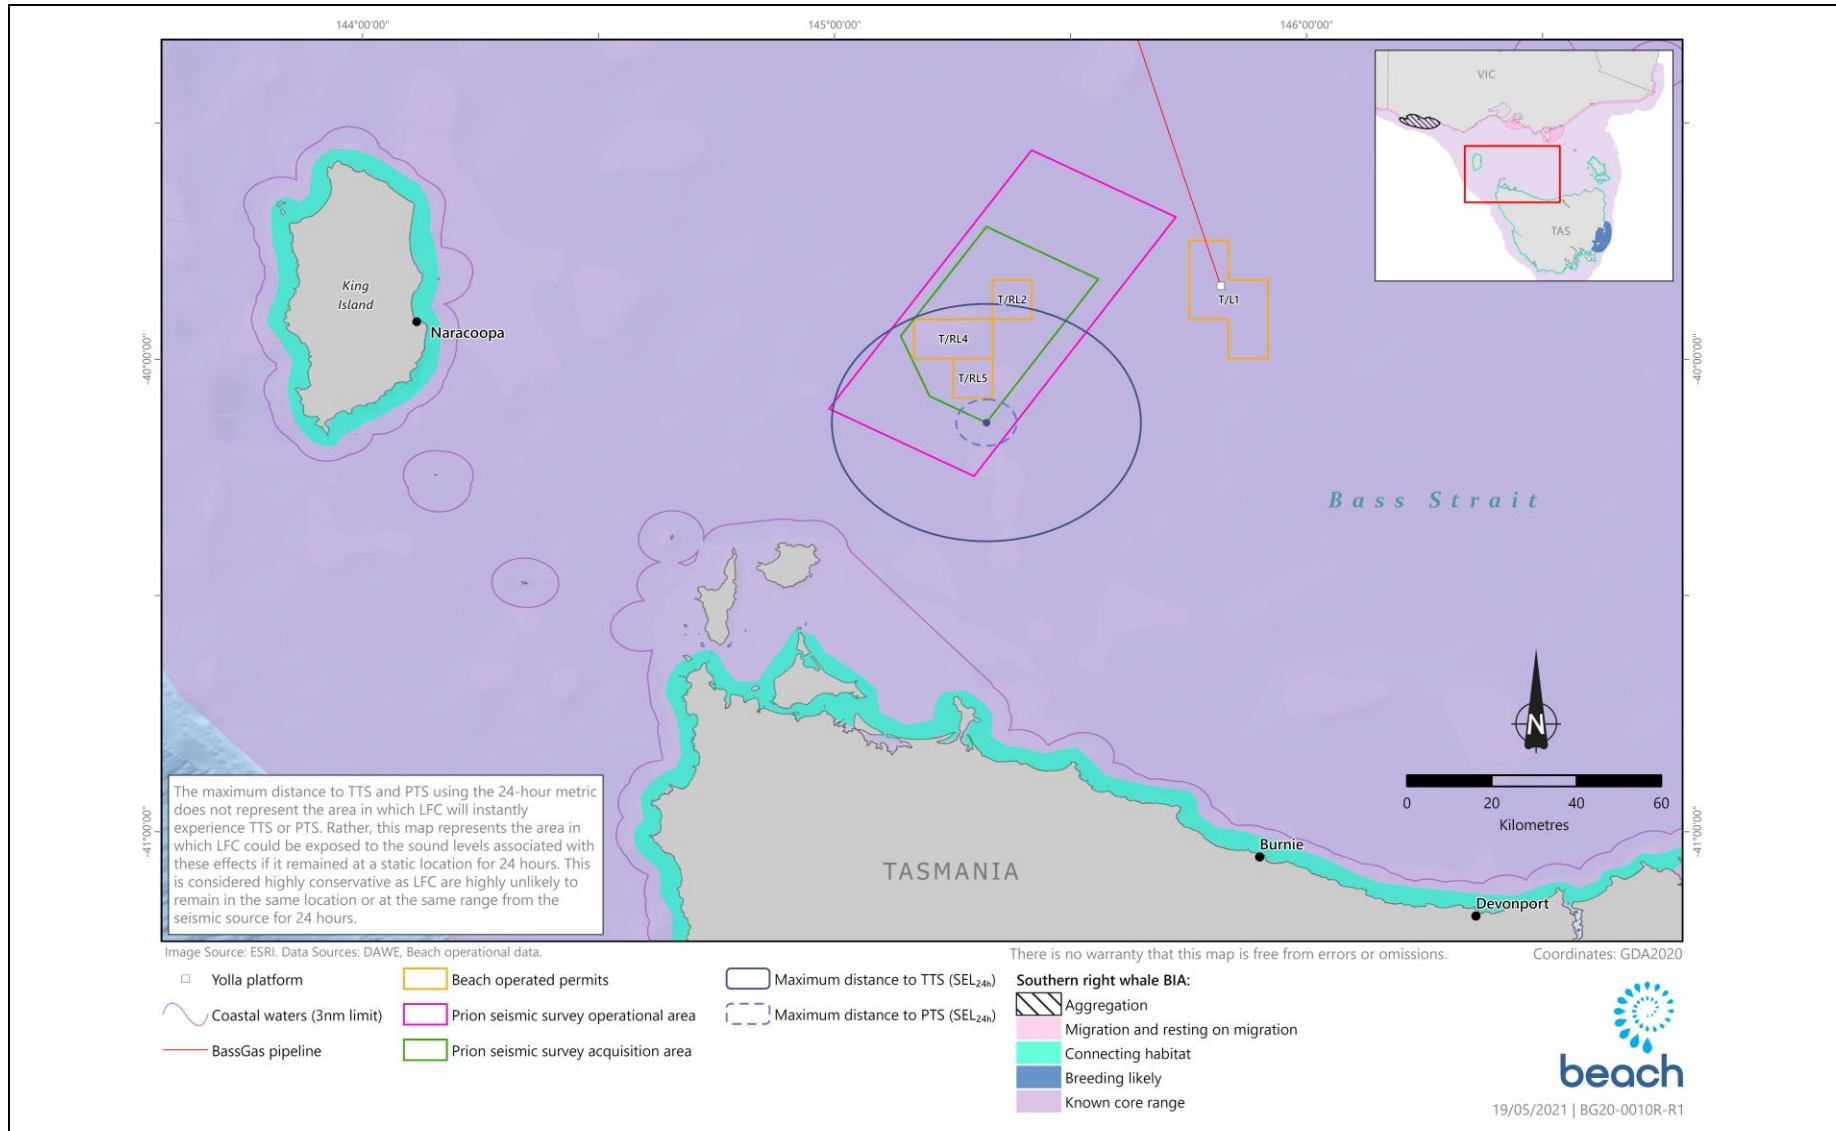 144°00'00"
145°00'00"
146°00'00"
VIC
TAS
King
Island
Naracoopa
T/RL2
T/L1
T/RL4
T/RL5
-40°00'00"
-40°00'00"
Bass Strait
N
0 20 40 60
Kilometres
-41°00'00"
-41°00'00"
The maximum distance to TTS and PTS using the 24-hour metric
does not represent the area in which LFC will instantly
experience TTS or PTS. Rather, this map represents the area in
which LFC could be exposed to the sound levels associated with
these effects if it remained at a static location for 24 hours. This
is considered highly conservative as LFC are highly unlikely to
remain in the same location or at the same range from the
seismic source for 24 hours.
TASMANIA
Burnie
Devonport
Image Source: ESRI. Data Sources: DAWE, Beach operational data.
There is no warranty that this map is free from errors or omissions.
Coordinates: GDA2020
Yolla platform
Coastal waters (3nm limit)
BassGas pipeline
Beach operated permits
Prion seismic survey operational area
Prion seismic survey acquisition area
Maximum distance to TTS (SEL₂₄ₕ)
Maximum distance to PTS (SEL₂₄ₕ)
Southern right whale BIA:
Aggregation
Migration and resting on migration
Connecting habitat
Breeding likely
Known core range
beach
19/05/2021 | BG20-0010R-R1